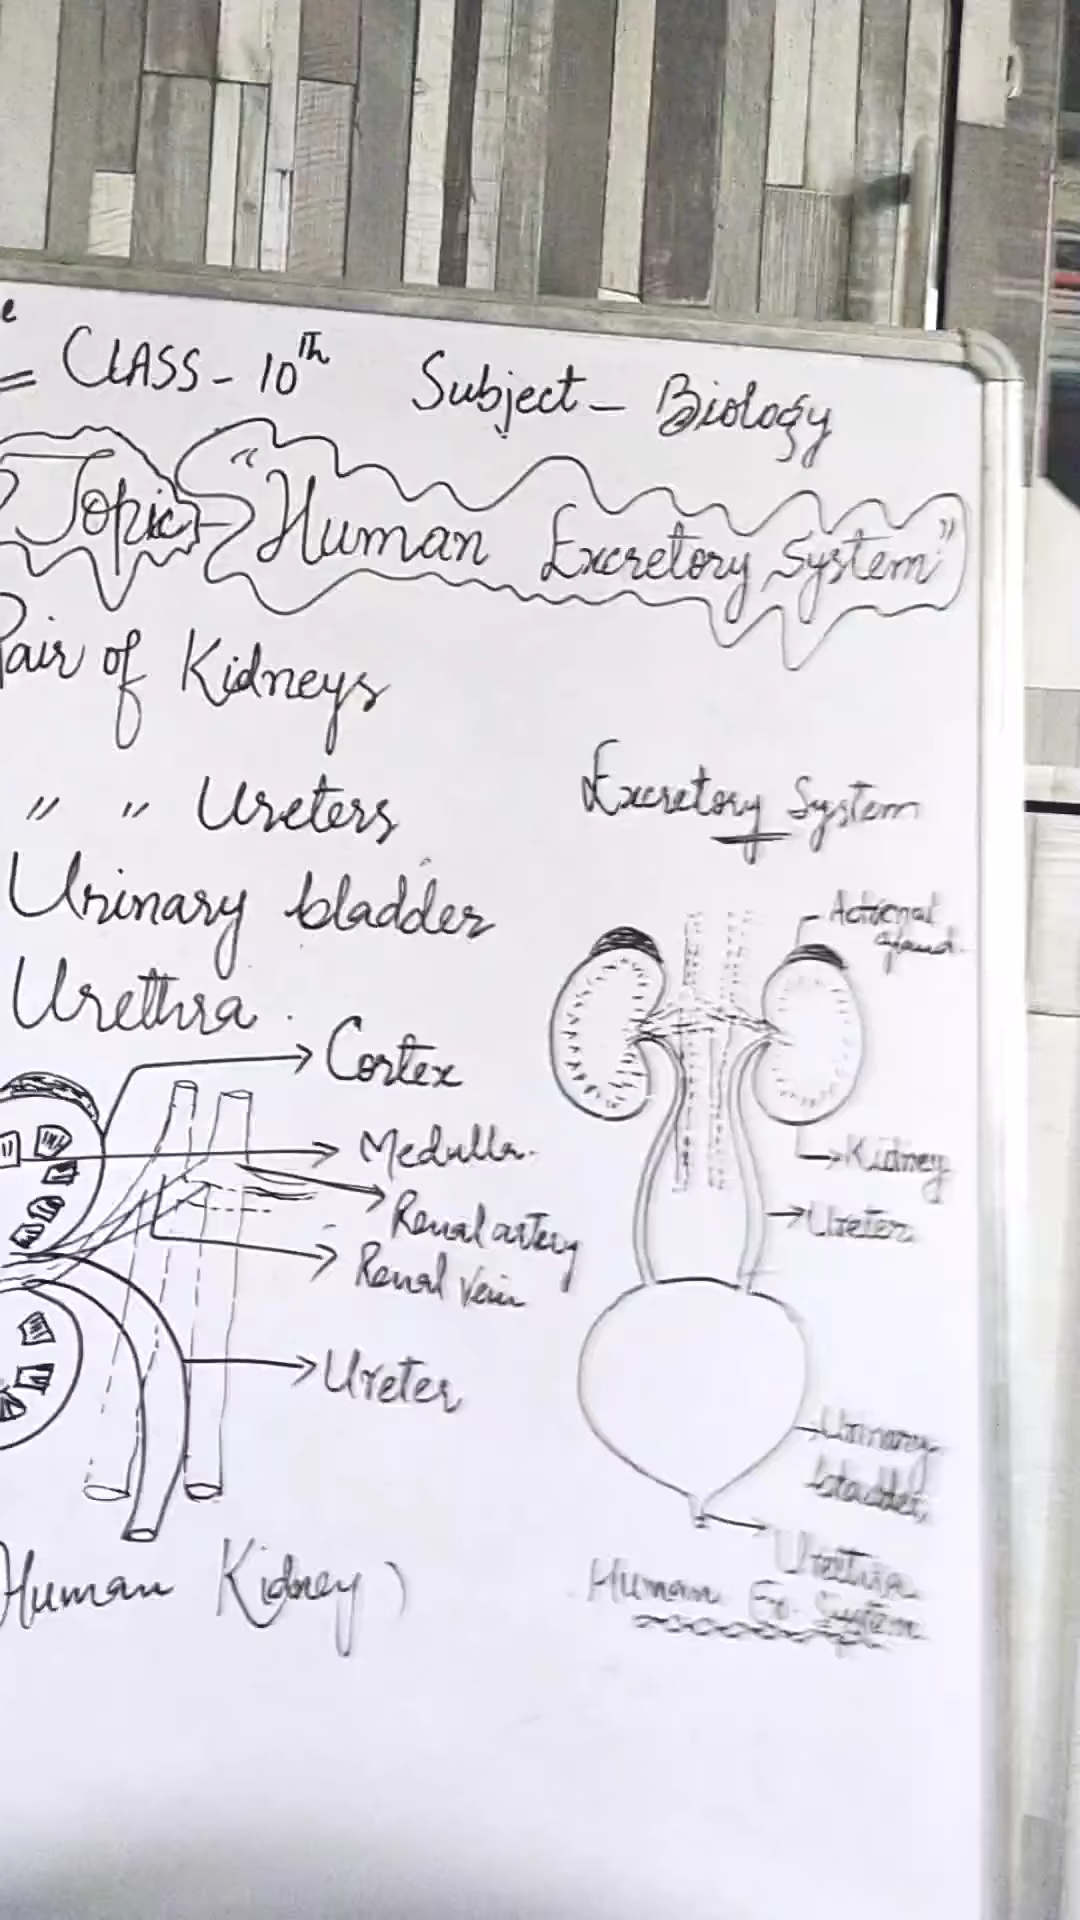 CLASS - 10th Subject - Biology
Topic - "Human Excretory System"
Pair of Kidneys
" " Ureters
Urinary bladder
Urethra
Cortex
Medulla
Renal artery
Renal vein
Ureter
Human Kidney)
Excretory System
gland
Kidney
Ureter
Urinary
bladder
Urethra
Human Ex. System